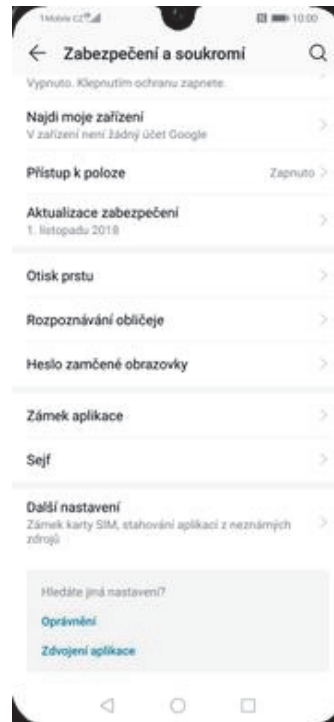 T-Mobile CZ 10:00
Zabezpečení a soukromí
Vypnuto. Klepnutím ochranu zapnete.
Najdi moje zařízení
V zařízení není žádný účet Google
Přístup k poloze Zapnuto
Aktualizace zabezpečení
1. listopadu 2018
Otisk prstu
Rozpoznávání obličeje
Heslo zamčené obrazovky
Zámek aplikace
Sejf
Další nastavení
Zámek karty SIM, stahování aplikací z neznámých
zdrojů
Hledáte jiná nastavení?
Oprávnění
Zdvojení aplikace